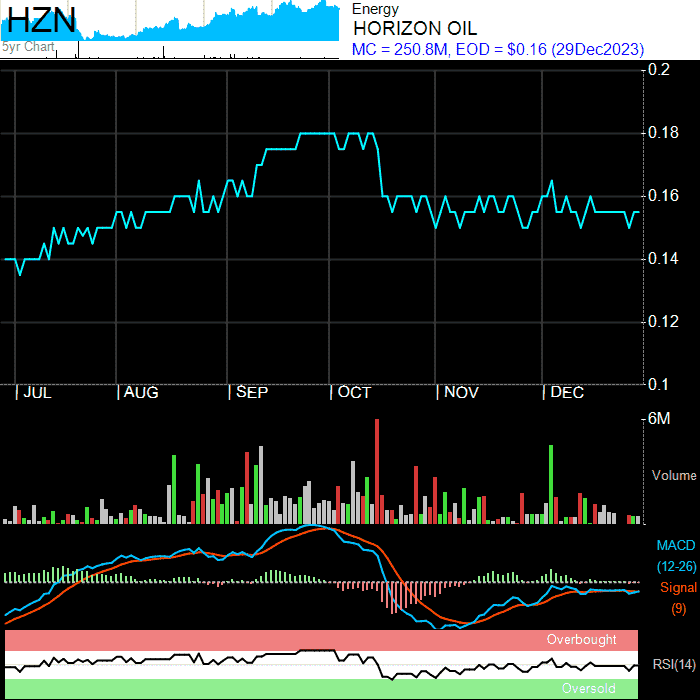 HZN
5yr Chart
Energy
HORIZON OIL
MC = 250.8M, EOD = $0.16 (29Dec2023)
0.2
0.18
0.16
0.14
0.12
0.1
JUL AUG SEP OCT NOV DEC
6M
Volume
MACD
(12-26)
Signal
(9)
Overbought
RSI(14)
Oversold